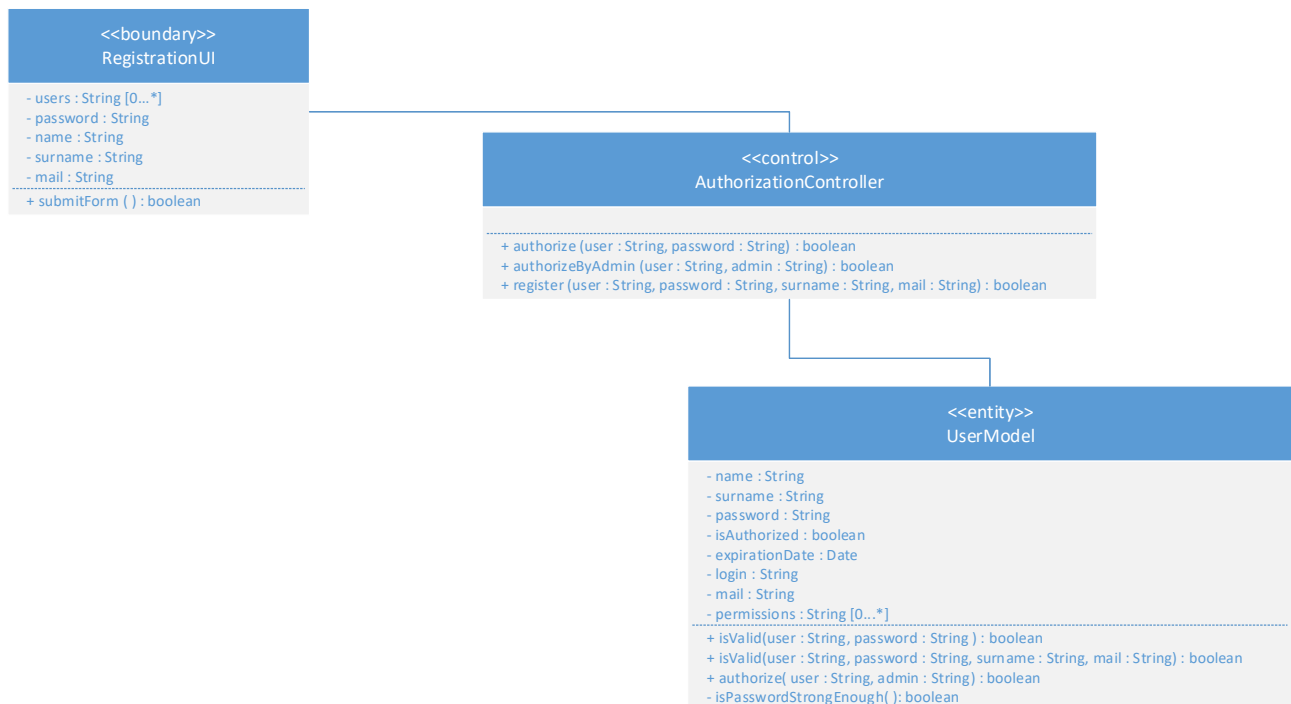 <<boundary>>
RegistrationUI
- users : String [0...*]
- password : String
- name : String
- surname : String
- mail : String
+ submitForm ( ) : boolean
<<control>>
AuthorizationController
+ authorize (user : String, password : String) : boolean
+ authorizeByAdmin (user : String, admin : String) : boolean
+ register (user : String, password : String, surname : String, mail : String) : boolean
<<entity>>
UserModel
- name : String
- surname : String
- password : String
- isAuthorized : boolean
- expirationDate : Date
- login : String
- mail : String
- permissions : String [0...*]
+ isValid(user : String, password : String ) : boolean
+ isValid(user : String, password : String, surname : String, mail : String) : boolean
+ authorize( user : String, admin : String) : boolean
- isPasswordStrongEnough( ): boolean